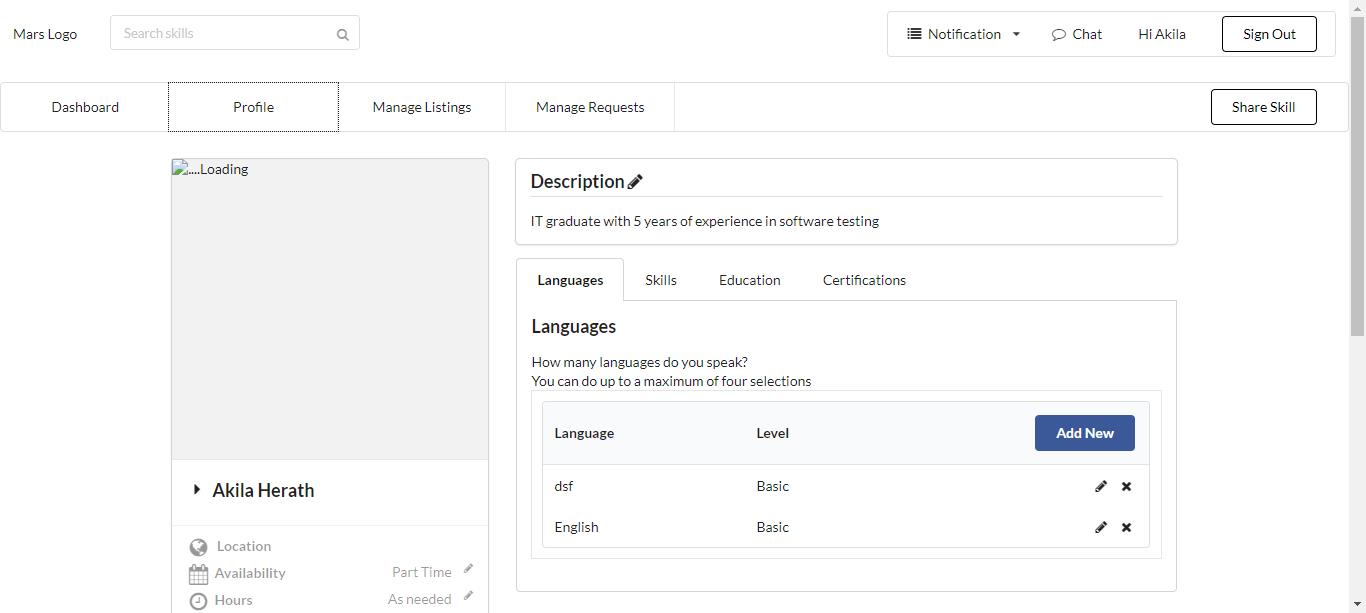 Mars Logo
Search skills
Notification
Chat
Hi Akila
Sign Out
Dashboard
Profile
Manage Listings
Manage Requests
Share Skill
....Loading
Akila Herath
Location
Availability
Part Time
Hours
As needed
Description
IT graduate with 5 years of experience in software testing
Languages
Skills
Education
Certifications
Languages
How many languages do you speak?
You can do up to a maximum of four selections
Language
Level
Add New
dsf
Basic
English
Basic